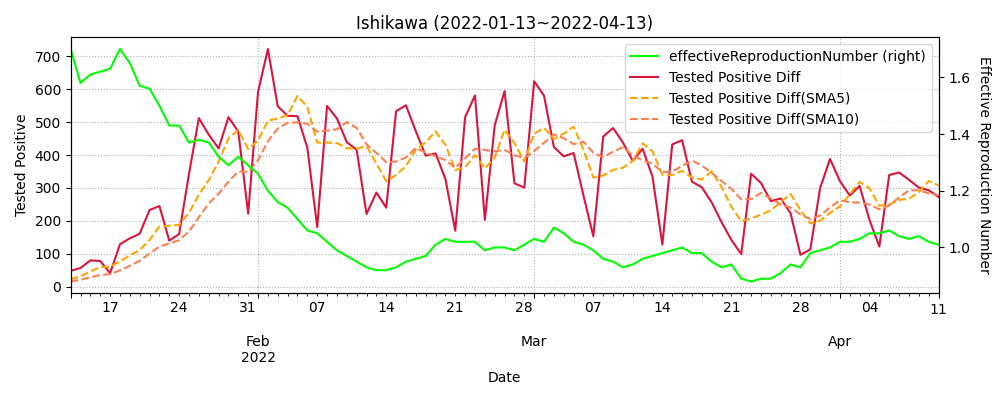 Ishikawa (2022-01-13~2022-04-13)
effectiveReproductionNumber (right)
Tested Positive Diff
Tested Positive Diff(SMA5)
Tested Positive Diff(SMA10)
Tested Positive
700
600
500
400
300
200
100
0
1.6
1.4
1.2
1.0
Effective Reproduction Number
17 24 31 07 14 21 28 07 14 21 28 04 11
Feb Mar Apr
2022
Date